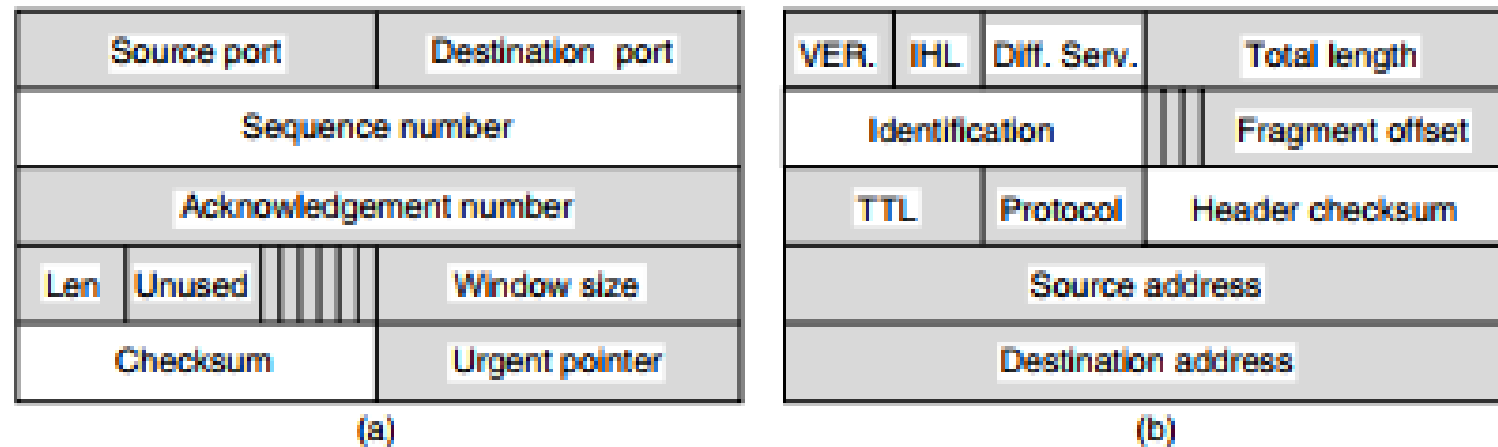 Source port Destination port
Sequence number
Acknowledgement number
Len Unused Window size
Checksum Urgent pointer
(a)
VER. IHL Diff. Serv. Total length
Identification Fragment offset
TTL Protocol Header checksum
Source address
Destination address
(b)